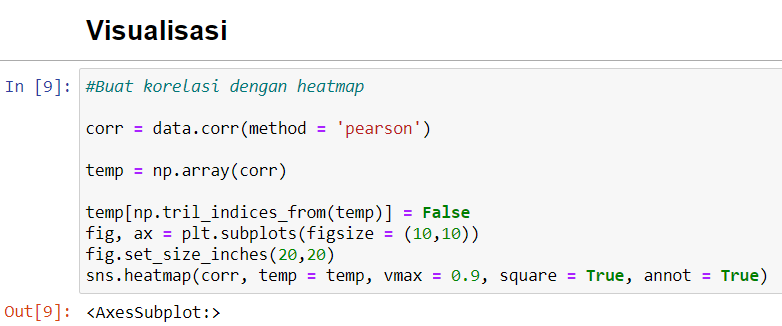 Visualisasi
In [9]: #Buat korelasi dengan heatmap
corr = data.corr(method = 'pearson')
temp = np.array(corr)
temp[np.tril_indices_from(temp)] = False
fig, ax = plt.subplots(figsize = (10,10))
fig.set_size_inches(20,20)
sns.heatmap(corr, temp = temp, vmax = 0.9, square = True, annot = True)
Out[9]: <AxesSubplot:>